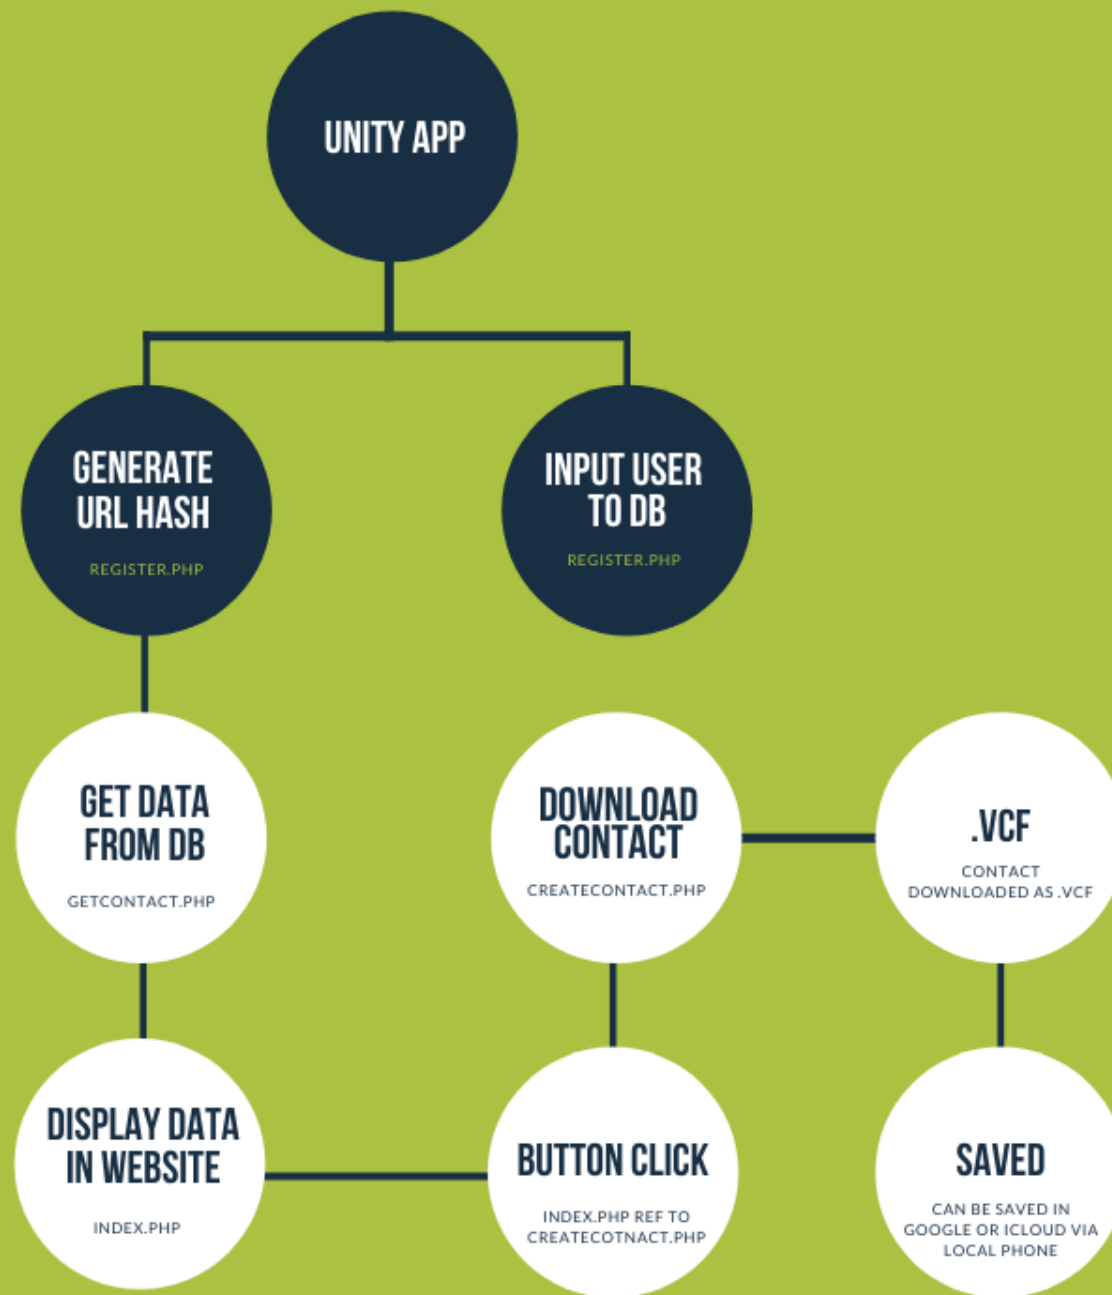 UNITY APP
GENERATE
URL HASH
REGISTER.PHP
INPUT USER
TO DB
REGISTER.PHP
GET DATA
FROM DB
GETCONTACT.PHP
DOWNLOAD
CONTACT
CREATECONTACT.PHP
.VCF
CONTACT
DOWNLOADED AS .VCF
DISPLAY DATA
IN WEBSITE
INDEX.PHP
BUTTON CLICK
INDEX.PHP REF TO
CREATECOTNACT.PHP
SAVED
CAN BE SAVED IN
GOOGLE OR ICLOUD VIA
LOCAL PHONE